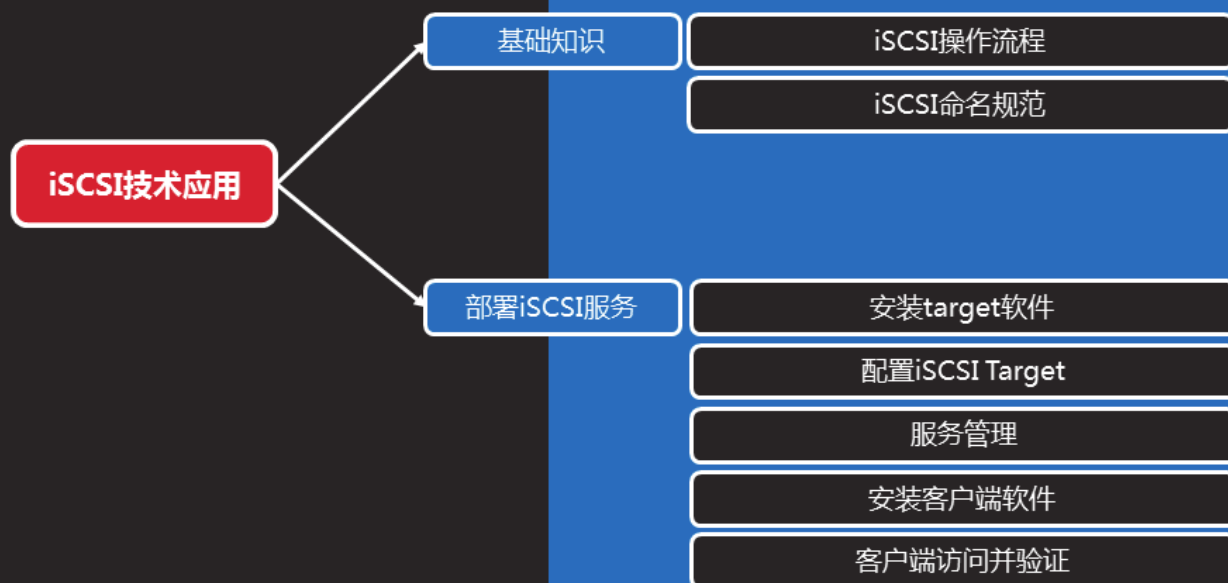 iSCSI技术应用
基础知识
iSCSI操作流程
iSCSI命名规范
部署iSCSI服务
安装target软件
配置iSCSI Target
服务管理
安装客户端软件
客户端访问并验证